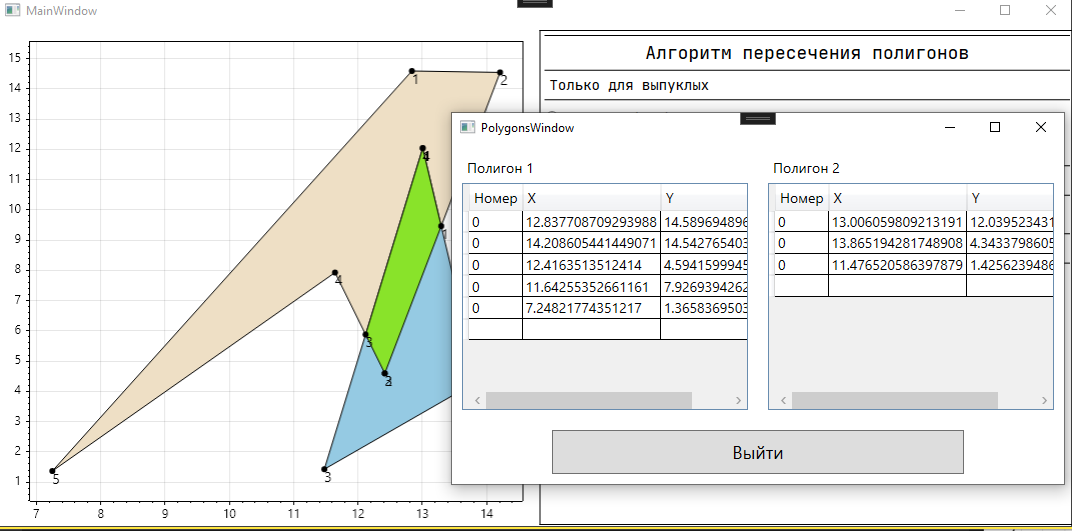 MainWindow
Алгоритм пересечения полигонов
Только для выпуклых
15
14
13
12
11
10
9
8
7
6
5
4
3
2
1
7
8
9
10
11
12
13
14
1
2
4
1
4
3
2
3
5
PolygonsWindow
Полигон 1
Номер X Y
0 12.837708709293988 14.589694896
0 14.208605441449071 14.542765403
0 12.4163513512414 4.5941599945
0 11.64255352661161 7.9269394262
0 7.24821774351217 1.3658369503
Полигон 2
Номер X Y
0 13.006059809213191 12.039523431
0 13.865194281748908 4.3433798605
0 11.476520586397879 1.4256239486
Выйти